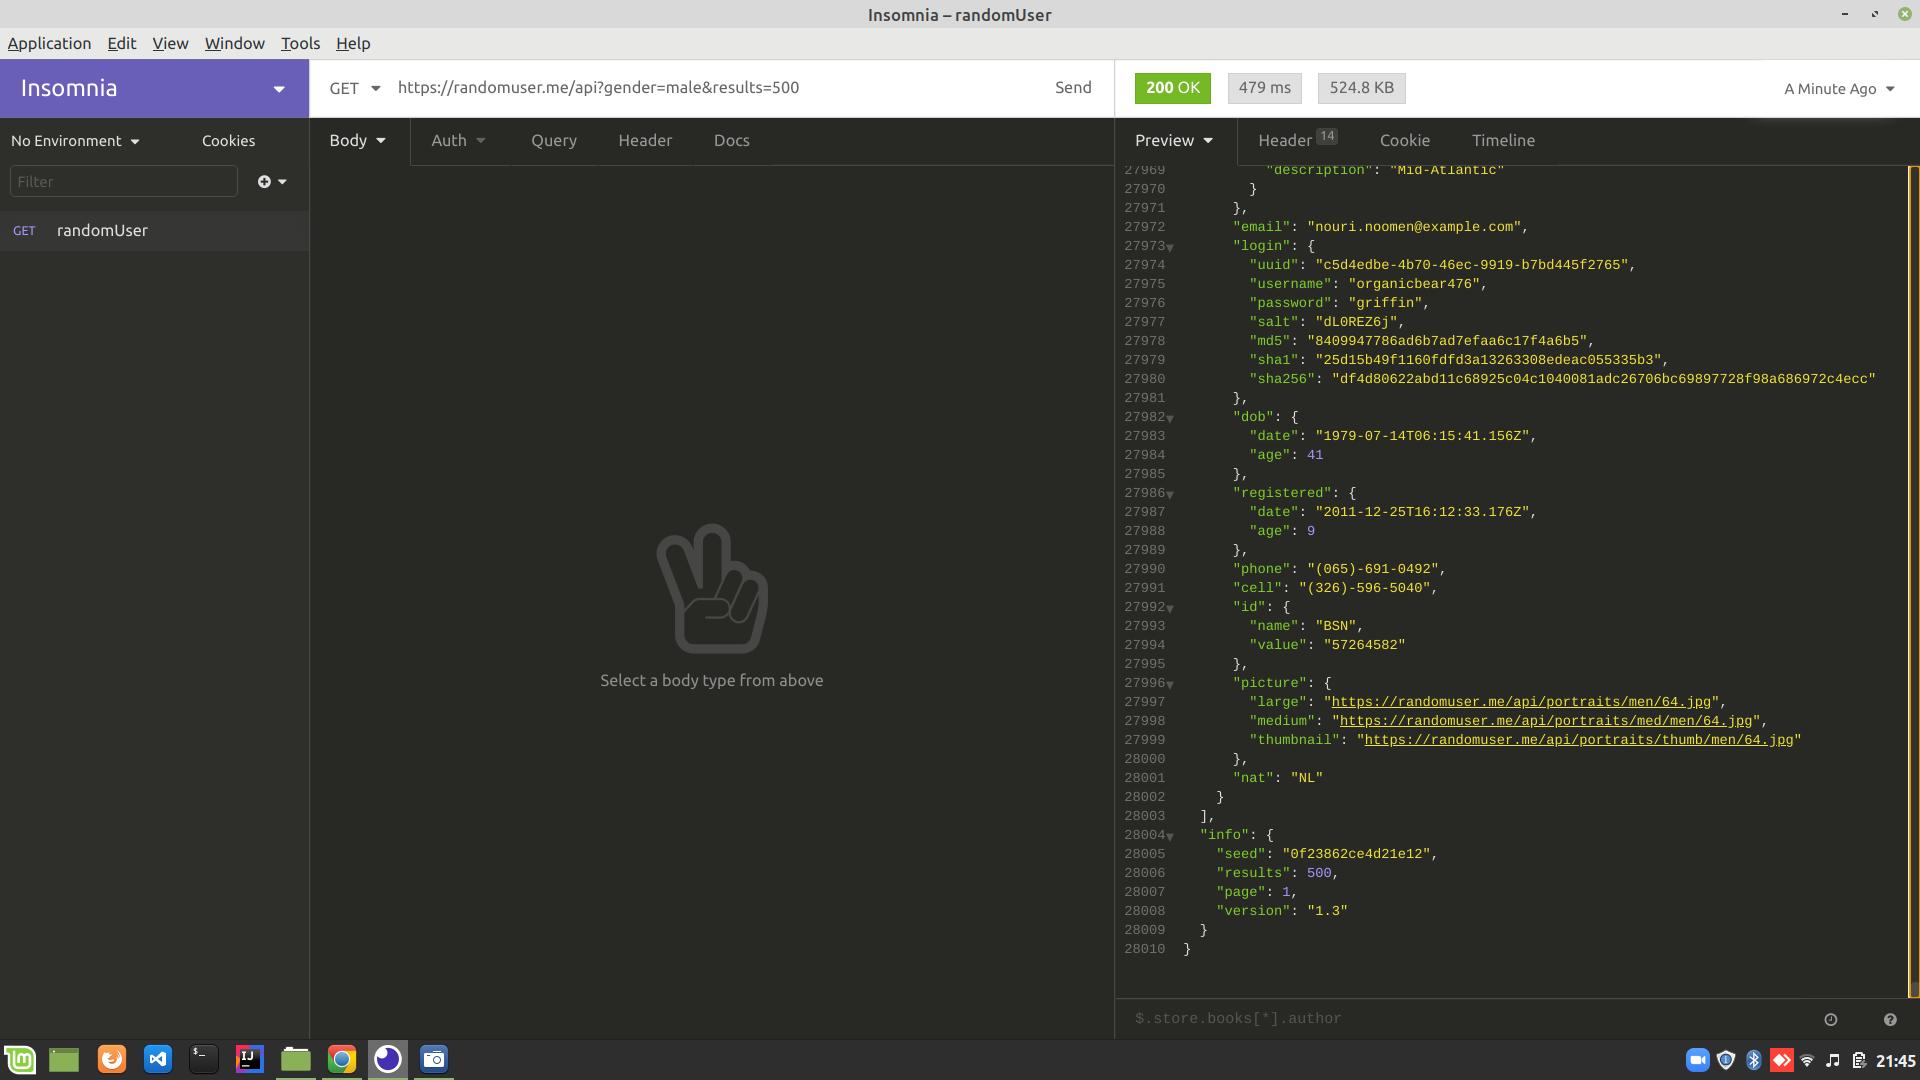 Insomnia – randomUser
Application Edit View Window Tools Help
Insomnia
GET https://randomuser.me/api?gender=male&results=500 Send
200 OK 479 ms 524.8 KB A Minute Ago
No Environment Cookies
Body Auth Query Header Docs
Preview Header 14 Cookie Timeline
Filter
GET randomUser
Select a body type from above
27969 "description": "Mid-Atlantic"
27970 }
27971 },
27972 "email": "nouri.noomen@example.com",
27973 "login": {
27974 "uuid": "c5d4edbe-4b70-46ec-9919-b7bd445f2765",
27975 "username": "organicbear476",
27976 "password": "griffin",
27977 "salt": "dL0REZ6j",
27978 "md5": "8409947786ad6b7ad7efaa6c17f4a6b5",
27979 "sha1": "25d15b49f1160fdfd3a13263308edeac055335b3",
27980 "sha256": "df4d80622abd11c68925c04c1040081adc26706bc69897728f98a686972c4ecc"
27981 },
27982 "dob": {
27983 "date": "1979-07-14T06:15:41.156Z",
27984 "age": 41
27985 },
27986 "registered": {
27987 "date": "2011-12-25T16:12:33.176Z",
27988 "age": 9
27989 },
27990 "phone": "(065)-691-0492",
27991 "cell": "(326)-596-5040",
27992 "id": {
27993 "name": "BSN",
27994 "value": "57264582"
27995 },
27996 "picture": {
27997 "large": "https://randomuser.me/api/portraits/men/64.jpg",
27998 "medium": "https://randomuser.me/api/portraits/med/men/64.jpg",
27999 "thumbnail": "https://randomuser.me/api/portraits/thumb/men/64.jpg"
28000 },
28001 "nat": "NL"
28002 }
28003 ],
28004 "info": {
28005 "seed": "0f23862ce4d21e12",
28006 "results": 500,
28007 "page": 1,
28008 "version": "1.3"
28009 }
28010 }
$.store.books[*].author
21:45